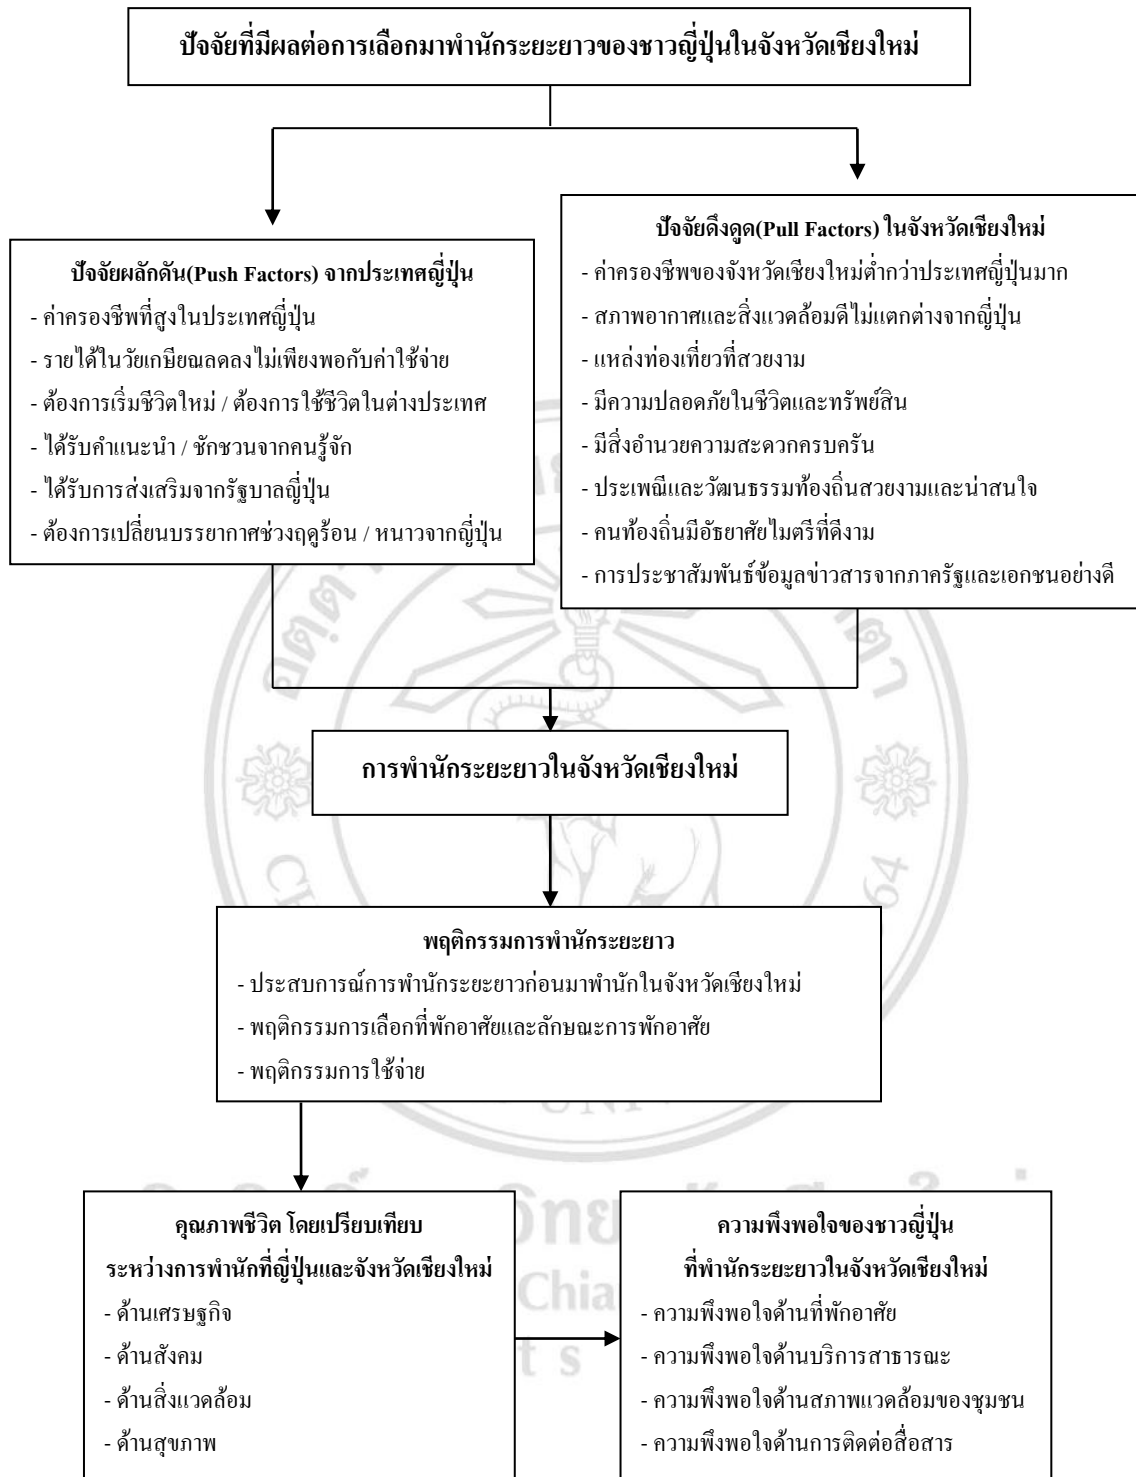 ปัจจัยที่มีผลต่อการเลือกมาพำนักระยะยาวของชาวญี่ปุ่นในจังหวัดเชียงใหม่
ปัจจัยผลักดัน(Push Factors) จากประเทศญี่ปุ่น
- ค่าครองชีพที่สูงในประเทศญี่ปุ่น
- รายได้ในวัยเกษียณลดลงไม่เพียงพอกับค่าใช้จ่าย
- ต้องการเริ่มชีวิตใหม่ / ต้องการใช้ชีวิตในต่างประเทศ
- ได้รับคำแนะนำ / ชักชวนจากคนรู้จัก
- ได้รับการส่งเสริมจากรัฐบาลญี่ปุ่น
- ต้องการเปลี่ยนบรรยากาศช่วงฤดูร้อน / หนาวจากญี่ปุ่น
ปัจจัยดึงดูด(Pull Factors) ในจังหวัดเชียงใหม่
- ค่าครองชีพของจังหวัดเชียงใหม่ต่ำกว่าประเทศญี่ปุ่นมาก
- สภาพอากาศและสิ่งแวดล้อมดีไม่แตกต่างจากญี่ปุ่น
- แหล่งท่องเที่ยวที่สวยงาม
- มีความปลอดภัยในชีวิตและทรัพย์สิน
- มีสิ่งอำนวยความสะดวกครบครัน
- ประเพณีและวัฒนธรรมท้องถิ่นสวยงามและน่าสนใจ
- คนท้องถิ่นมีอัธยาศัยไมตรีที่ดีงาม
- การประชาสัมพันธ์ข้อมูลข่าวสารจากภาครัฐและเอกชนอย่างดี
การพำนักระยะยาวในจังหวัดเชียงใหม่
พฤติกรรมการพำนักระยะยาว
- ประสบการณ์การพำนักระยะยาวก่อนมาพำนักในจังหวัดเชียงใหม่
- พฤติกรรมการเลือกที่พักอาศัยและลักษณะการพักอาศัย
- พฤติกรรมการใช้จ่าย
คุณภาพชีวิต โดยเปรียบเทียบ
ระหว่างการพำนักที่ญี่ปุ่นและจังหวัดเชียงใหม่
- ด้านเศรษฐกิจ
- ด้านสังคม
- ด้านสิ่งแวดล้อม
- ด้านสุขภาพ
ความพึงพอใจของชาวญี่ปุ่น
ที่พำนักระยะยาวในจังหวัดเชียงใหม่
- ความพึงพอใจด้านที่พักอาศัย
- ความพึงพอใจด้านบริการสาธารณะ
- ความพึงพอใจด้านสภาพแวดล้อมของชุมชน
- ความพึงพอใจด้านการติดต่อสื่อสาร